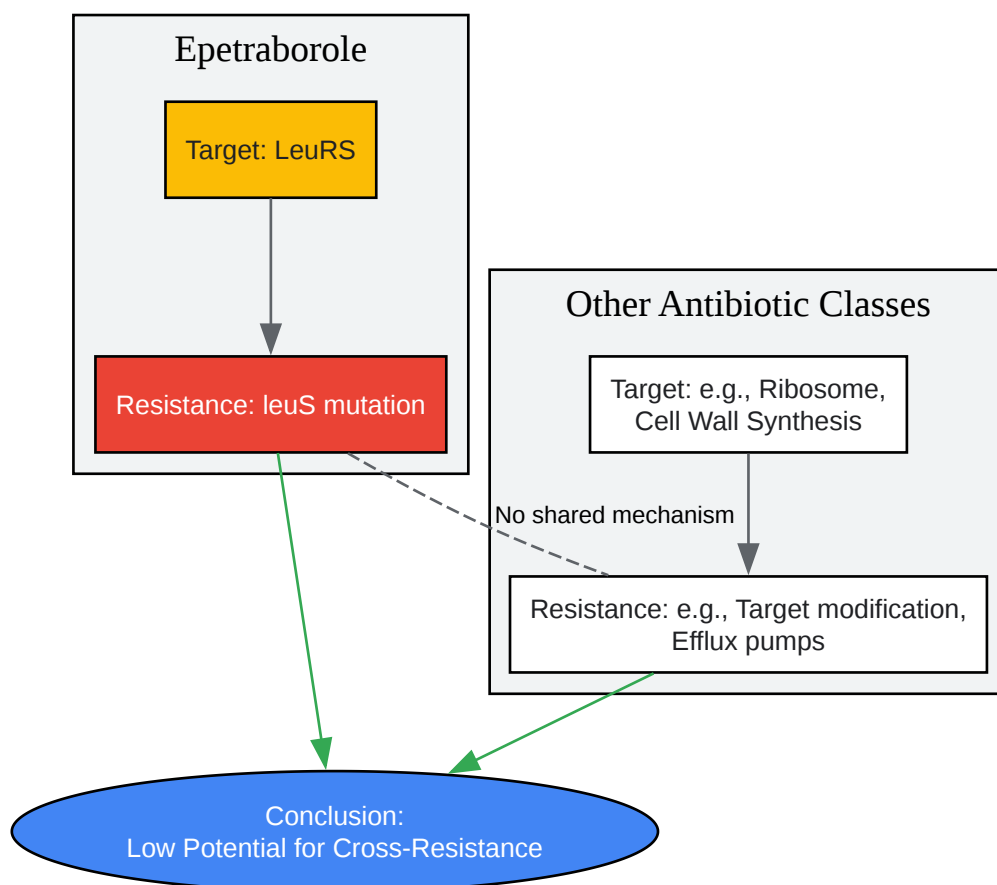 Epetraborole
Target: LeuRS
Resistance: leuS mutation
Other Antibiotic Classes
Target: e.g., Ribosome,
Cell Wall Synthesis
No shared mechanism
Resistance: e.g., Target modification,
Efflux pumps
Conclusion:
Low Potential for Cross-Resistance